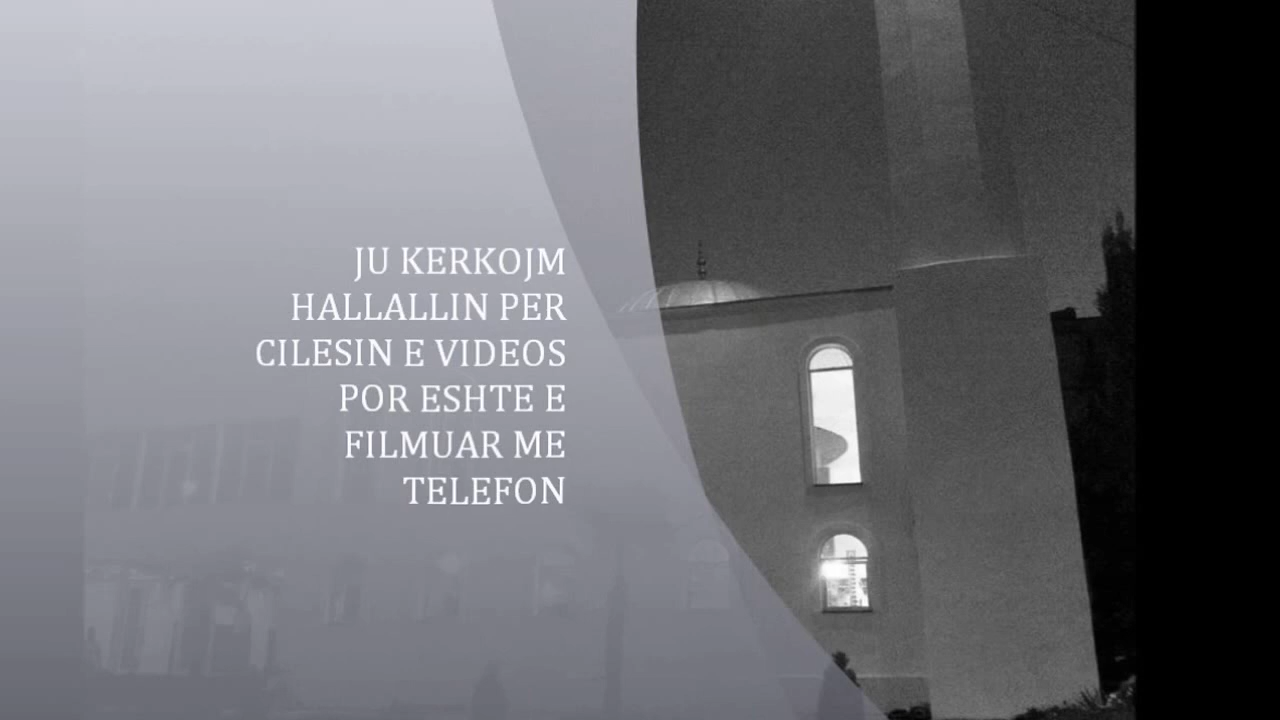 JU KERKOJM
HALLALLIN PER
CILESIN E VIDEOS
POR ESHTE E
FILMUAR ME
TELEFON